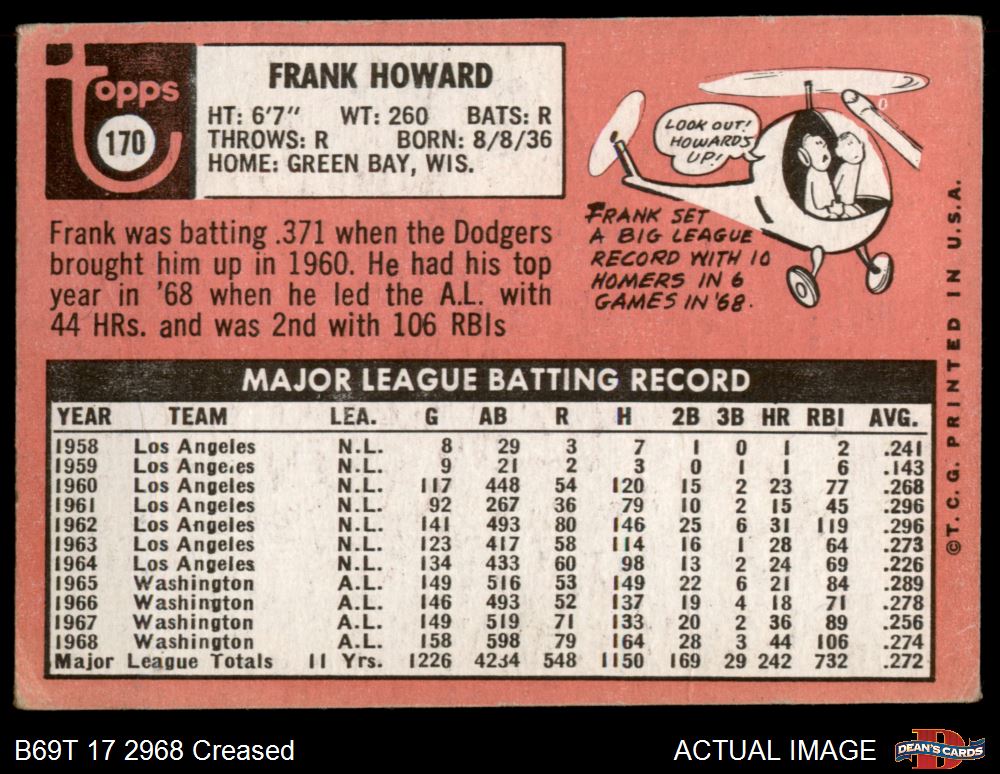 topps
170
FRANK HOWARD
HT: 6'7" WT: 260 BATS: R
THROWS: R BORN: 8/8/36
HOME: GREEN BAY, WIS.
Frank was batting .371 when the Dodgers
brought him up in 1960. He had his top
year in '68 when he led the A.L. with
44 HRs. and was 2nd with 106 RBIs
LOOK OUT!
HOWARD'S
UP!
FRANK SET
A BIG LEAGUE
RECORD WITH 10
HOMERS IN 6
GAMES IN '68.
©T.C.G. PRINTED IN U.S.A.
MAJOR LEAGUE BATTING RECORD
YEAR TEAM LEA. G AB R H 2B 3B HR RBI AVG.
1958 Los Angeles N.L. 8 29 3 7 1 0 1 2 .241
1959 Los Angeles N.L. 9 21 2 3 0 1 1 6 .143
1960 Los Angeles N.L. 117 448 54 120 15 2 23 77 .268
1961 Los Angeles N.L. 92 267 36 79 10 2 15 45 .296
1962 Los Angeles N.L. 141 493 80 146 25 6 31 119 .296
1963 Los Angeles N.L. 123 417 58 114 16 1 28 64 .273
1964 Los Angeles N.L. 134 433 60 98 13 2 24 69 .226
1965 Washington A.L. 149 516 53 149 22 6 21 84 .289
1966 Washington A.L. 146 493 52 137 19 4 18 71 .278
1967 Washington A.L. 149 519 71 133 20 2 36 89 .256
1968 Washington A.L. 158 598 79 164 28 3 44 106 .274
Major League Totals 11 Yrs. 1226 4234 548 1150 169 29 242 732 .272
B69T 17 2968 Creased
ACTUAL IMAGE
D
DEAN'S CARDS